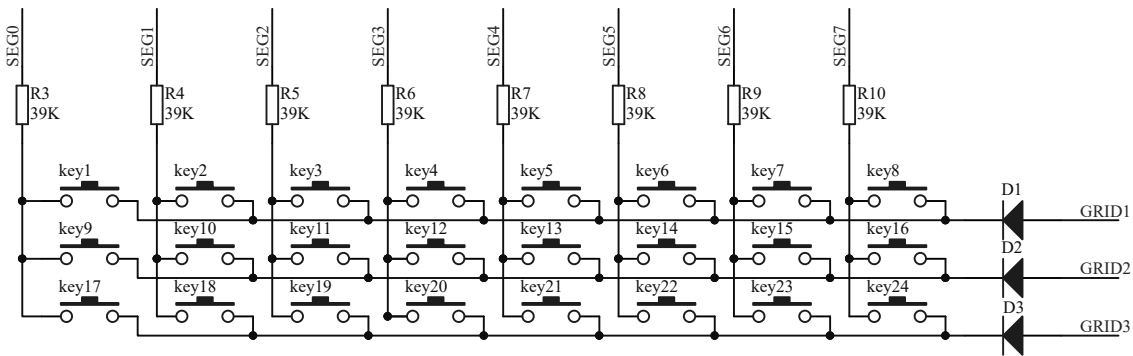 SEG0 SEG1 SEG2 SEG3 SEG4 SEG5 SEG6 SEG7
R3 R4 R5 R6 R7 R8 R9 R10
39K 39K 39K 39K 39K 39K 39K 39K
key1 key2 key3 key4 key5 key6 key7 key8 D1
GRID1
key9 key10 key11 key12 key13 key14 key15 key16 D2
GRID2
key17 key18 key19 key20 key21 key22 key23 key24 D3
GRID3